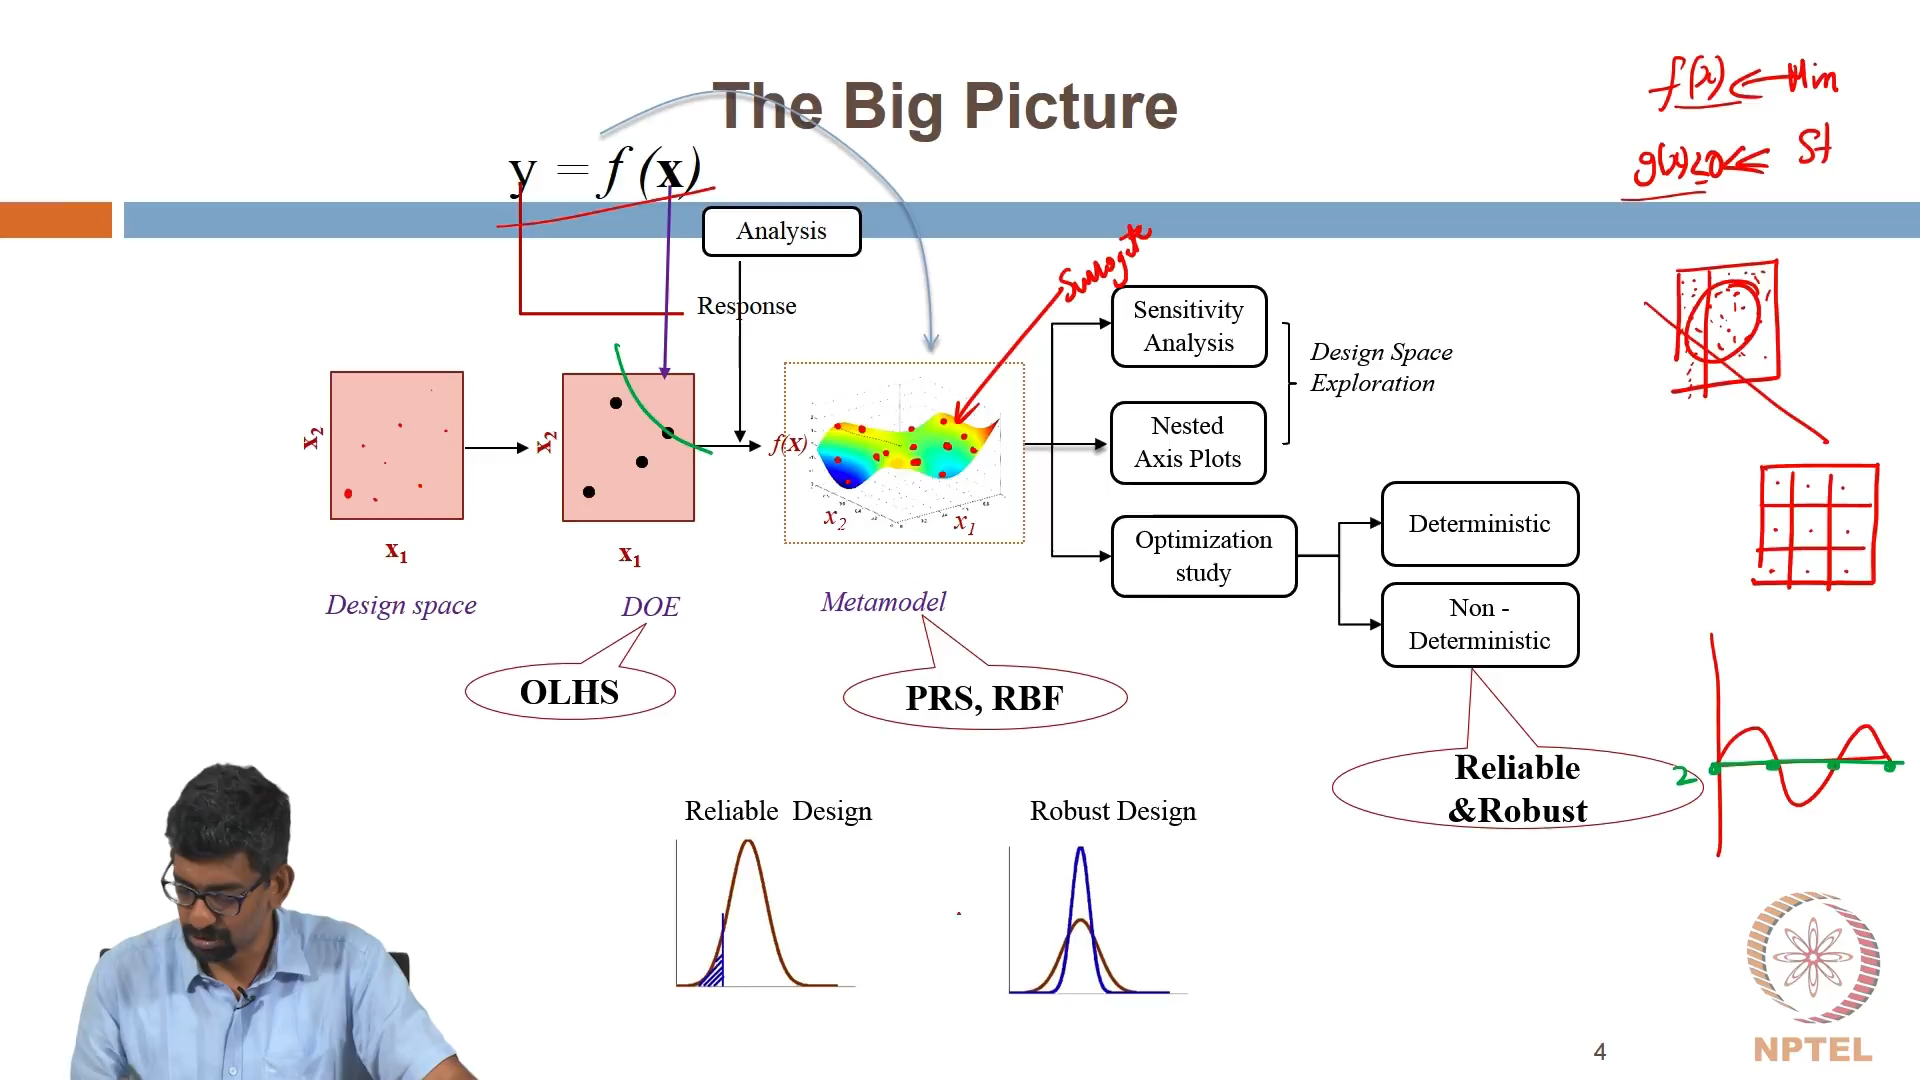 The Big Picture
y = f (x)
f(x) ← Min
g(x) ≤ 0 ← St
Analysis
Response
Surrogate
Sensitivity
Analysis
Design Space
Exploration
Nested
Axis Plots
Optimization
study
Deterministic
Non -
Deterministic
x2
x1
Design space
x2
x1
DOE
f(x)
x2
x1
Metamodel
OLHS
PRS, RBF
Reliable
&Robust
2
Reliable Design
Robust Design
4
NPTEL